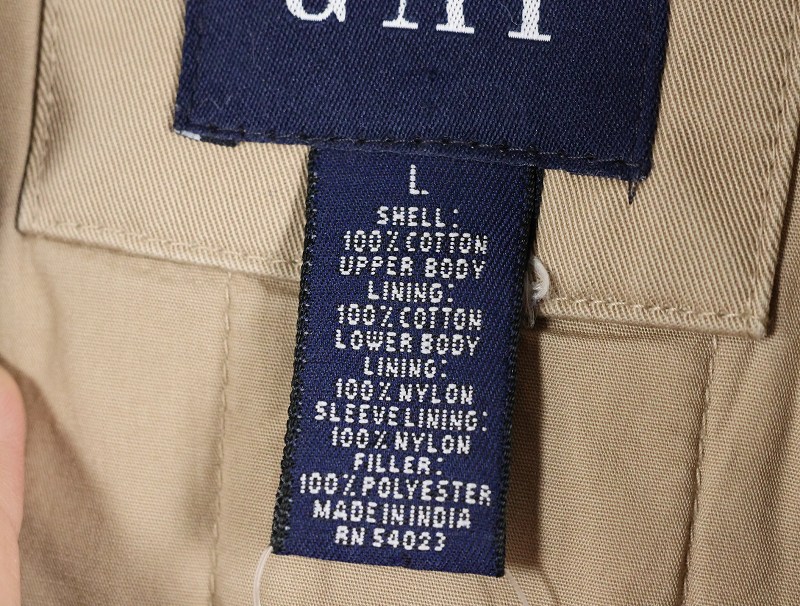 GAP
L.
SHELL:
100% COTTON
UPPER BODY
LINING:
100% COTTON
LOWER BODY
LINING:
100% NYLON
SLEEVE LINING:
100% NYLON
FILLER:
100% POLYESTER
MADE IN INDIA
RN 54023